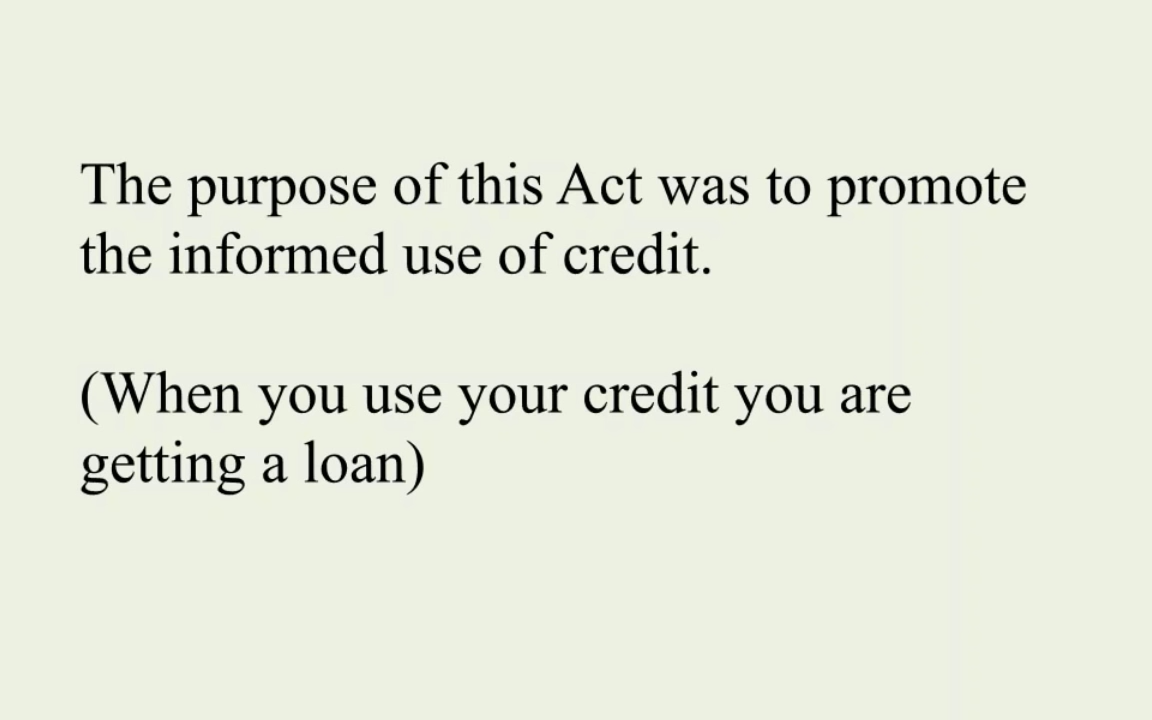 The purpose of this Act was to promote
the informed use of credit.
(When you use your credit you are
getting a loan)